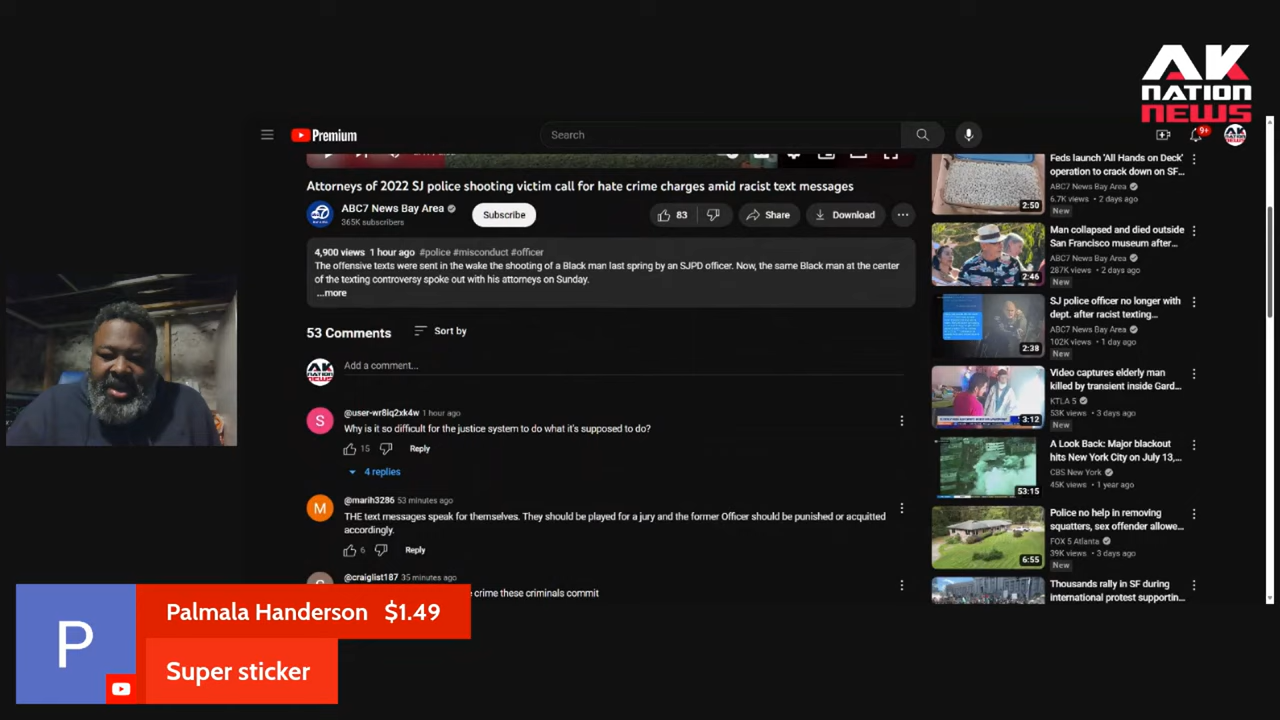 AK
NATION
NEWS
Premium
Search
9+
AK
NATION
NEWS
Attorneys of 2022 SJ police shooting victim call for hate crime charges amid racist text messages
7
ABC7 News Bay Area
365K subscribers
Subscribe
83
Share
Download
4,900 views 1 hour ago #police #misconduct #officer
The offensive texts were sent in the wake the shooting of a Black man last spring by an SJPD officer. Now, the same Black man at the center
of the texting controversy spoke out with his attorneys on Sunday.
...more
53 Comments
Sort by
AK
NATION
NEWS
Add a comment...
S
@user-wr8iq2xk4w 1 hour ago
Why is it so difficult for the justice system to do what it's supposed to do?
15
Reply
4 replies
M
@marih3286 53 minutes ago
THE text messages speak for themselves. They should be played for a jury and the former Officer should be punished or acquitted
accordingly.
6
Reply
@craiglist187 35 minutes ago
crime these criminals commit
Feds launch 'All Hands on Deck'
operation to crack down on SF...
ABC7 News Bay Area
6.7K views • 2 days ago
New
2:50
Man collapsed and died outside
San Francisco museum after...
ABC7 News Bay Area
287K views • 2 days ago
2:46
New
SJ police officer no longer with
dept. after racist texting...
ABC7 News Bay Area
102K views • 1 day ago
2:38
New
Video captures elderly man
killed by transient inside Gard...
KTLA 5
53K views • 3 days ago
3:12
New
A Look Back: Major blackout
hits New York City on July 13,...
CBS New York
45K views • 1 year ago
53:15
Police no help in removing
squatters, sex offender allowe...
FOX 5 Atlanta
39K views • 3 days ago
6:55
New
Thousands rally in SF during
international protest supportin...
P
Palmala Handerson $1.49
Super sticker